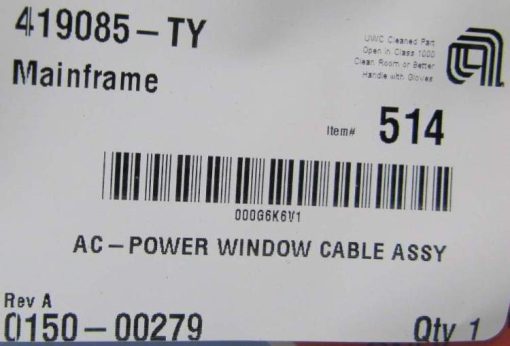 419085-TY
UWC Cleaned Part
Open in Class 1000
Clean Room or Better
Handle with Gloves
Mainframe
Item# 514
000G6K6V1
AC-POWER WINDOW CABLE ASSY
Rev A
0150-00279 Qty 1